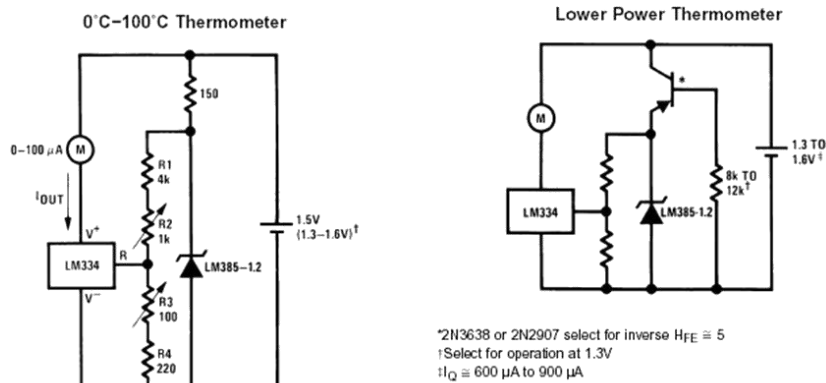 0°C–100°C Thermometer
150
0–100 μA
M
R1
4k
IOUT
R2
1k
V+
R
LM334
V−
LM385–1.2
R3
100
R4
220
1.5V
(1.3–1.6V)†
Lower Power Thermometer
*
M
1.3 TO
1.6V ‡
8k TO
12k†
LM334
LM385-1.2
*2N3638 or 2N2907 select for inverse HFE ≅ 5
†Select for operation at 1.3V
‡IQ ≅ 600 μA to 900 μA